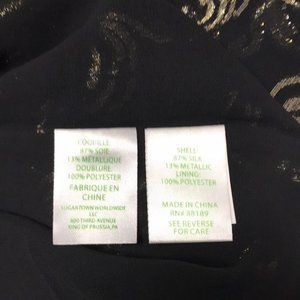 COQUILLE:
87% SOIE
13% METALLIQUE
DOUBLURE:
100% POLYESTER
FABRIQUE EN
CHINE
SUGARTOWN WORLDWIDE
LLC
800 THIRD AVENUE
KING OF PRUSSIA, PA
SHELL:
87% SILK
13% METALLIC
LINING:
100% POLYESTER
MADE IN CHINA
RN# 88189
SEE REVERSE
FOR CARE